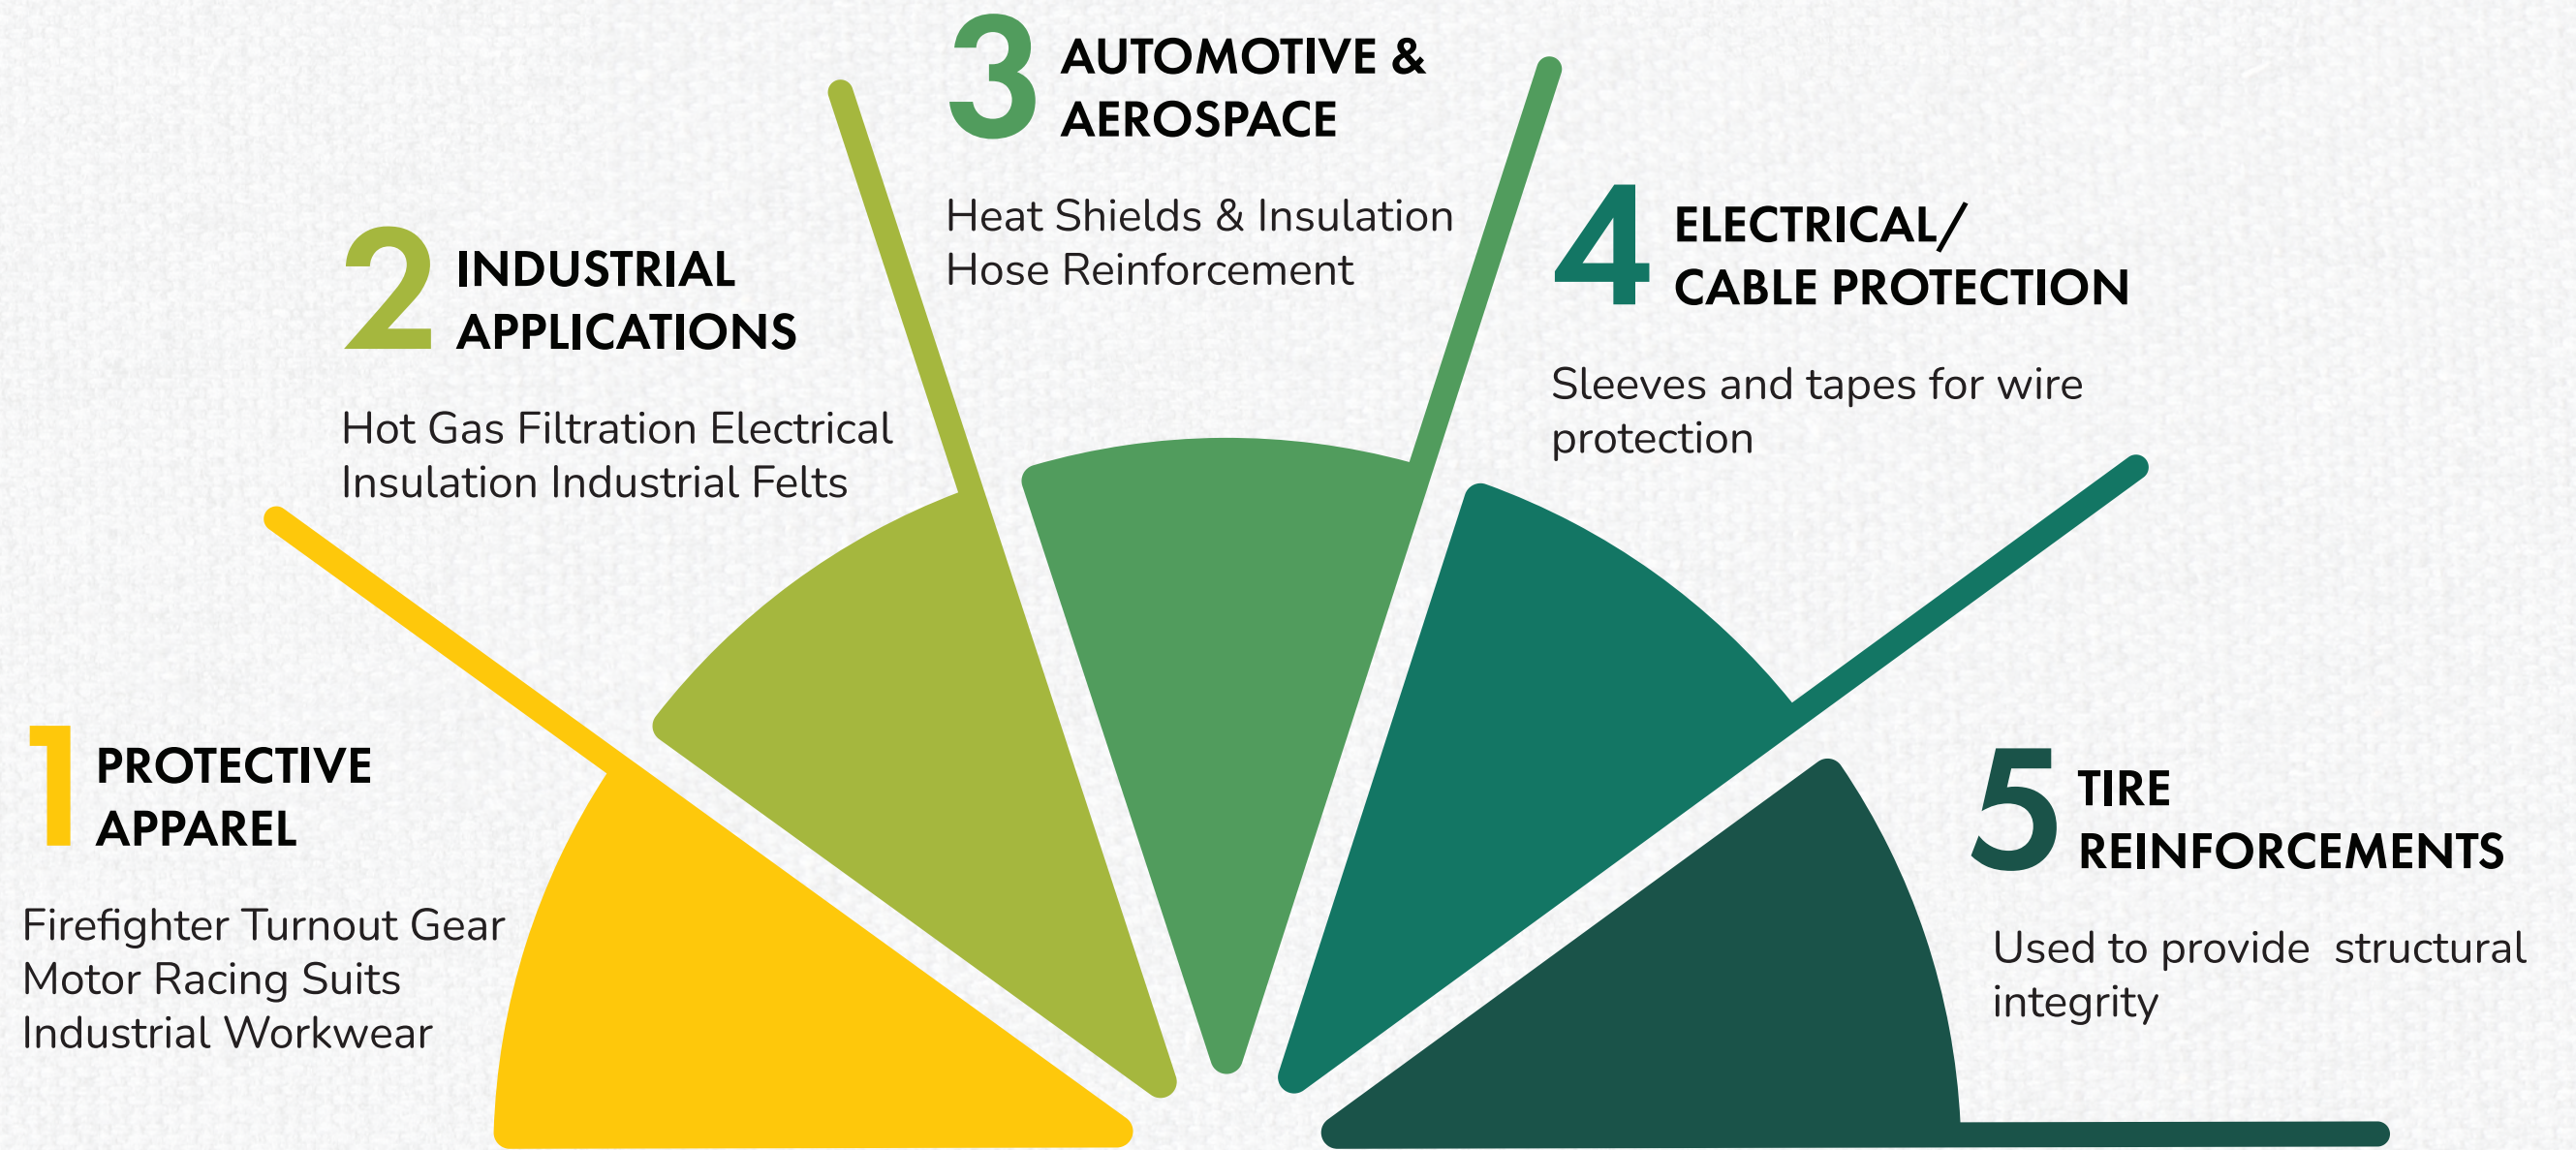 1 PROTECTIVE
APPAREL
Firefighter Turnout Gear
Motor Racing Suits
Industrial Workwear
2 INDUSTRIAL
APPLICATIONS
Hot Gas Filtration Electrical
Insulation Industrial Felts
3 AUTOMOTIVE &
AEROSPACE
Heat Shields & Insulation
Hose Reinforcement
4 ELECTRICAL/
CABLE PROTECTION
Sleeves and tapes for wire
protection
5 TIRE
REINFORCEMENTS
Used to provide structural
integrity